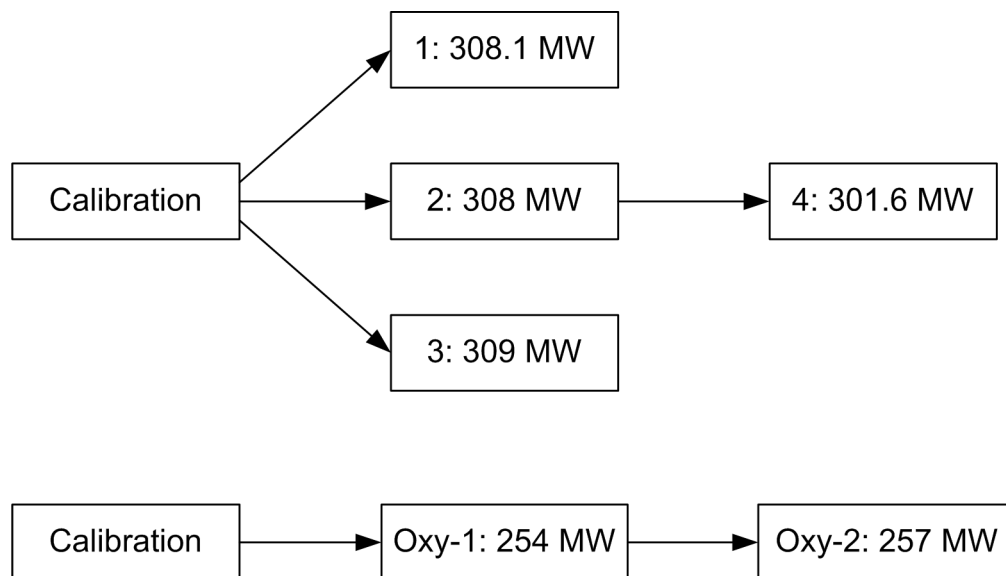 1: 308.1 MW
Calibration
2: 308 MW
4: 301.6 MW
3: 309 MW
Calibration
Oxy-1: 254 MW
Oxy-2: 257 MW